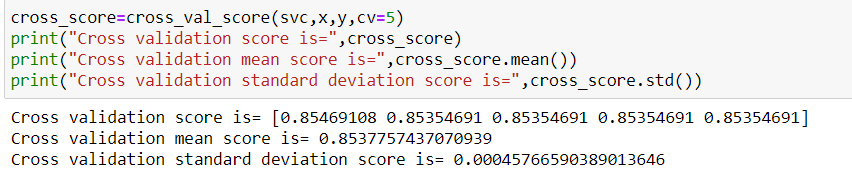 cross_score=cross_val_score(svc,x,y,cv=5)
print("Cross validation score is=",cross_score)
print("Cross validation mean score is=",cross_score.mean())
print("Cross validation standard deviation score is=",cross_score.std())
Cross validation score is= [0.85469108 0.85354691 0.85354691 0.85354691 0.85354691]
Cross validation mean score is= 0.8537757437070939
Cross validation standard deviation score is= 0.00045766590389013646